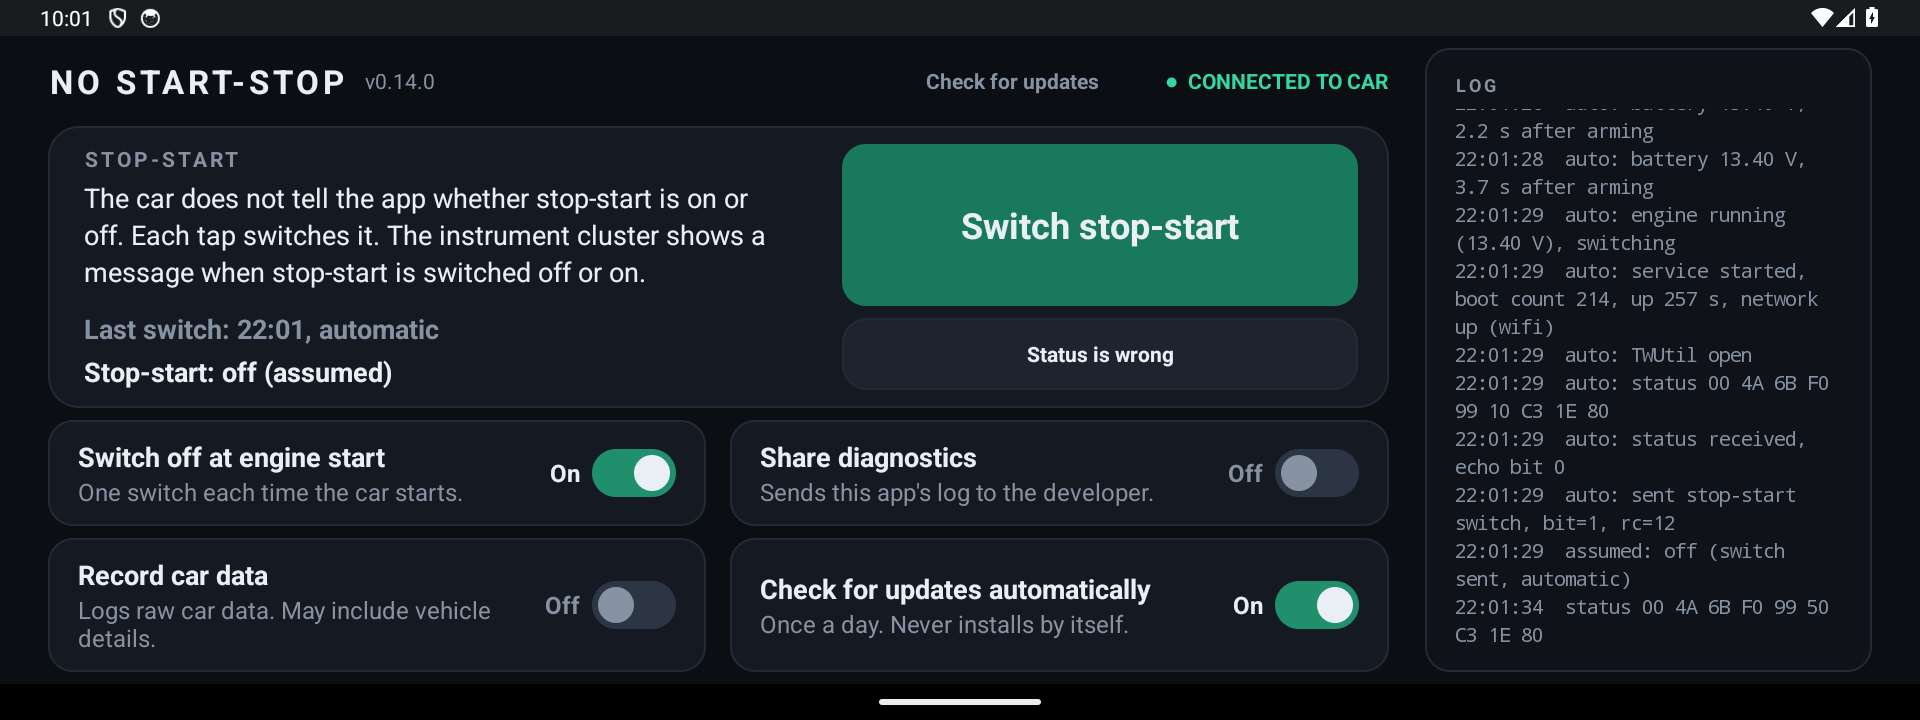 10:01
NO START-STOP v0.14.0
Check for updates
CONNECTED TO CAR
STOP-START
The car does not tell the app whether stop-start is on or
off. Each tap switches it. The instrument cluster shows a
message when stop-start is switched off or on.
Last switch: 22:01, automatic
Stop-start: off (assumed)
Switch stop-start
Status is wrong
Switch off at engine start
One switch each time the car starts.
On
Share diagnostics
Sends this app's log to the developer.
Off
Record car data
Logs raw car data. May include vehicle
details.
Off
Check for updates automatically
Once a day. Never installs by itself.
On
LOG
2.2 s after arming
22:01:28 auto: battery 13.40 V,
3.7 s after arming
22:01:29 auto: engine running
(13.40 V), switching
22:01:29 auto: service started,
boot count 214, up 257 s, network
up (wifi)
22:01:29 auto: TWUtil open
22:01:29 auto: status 00 4A 6B F0
99 10 C3 1E 80
22:01:29 auto: status received,
echo bit 0
22:01:29 auto: sent stop-start
switch, bit=1, rc=12
22:01:29 assumed: off (switch
sent, automatic)
22:01:34 status 00 4A 6B F0 99 50
C3 1E 80